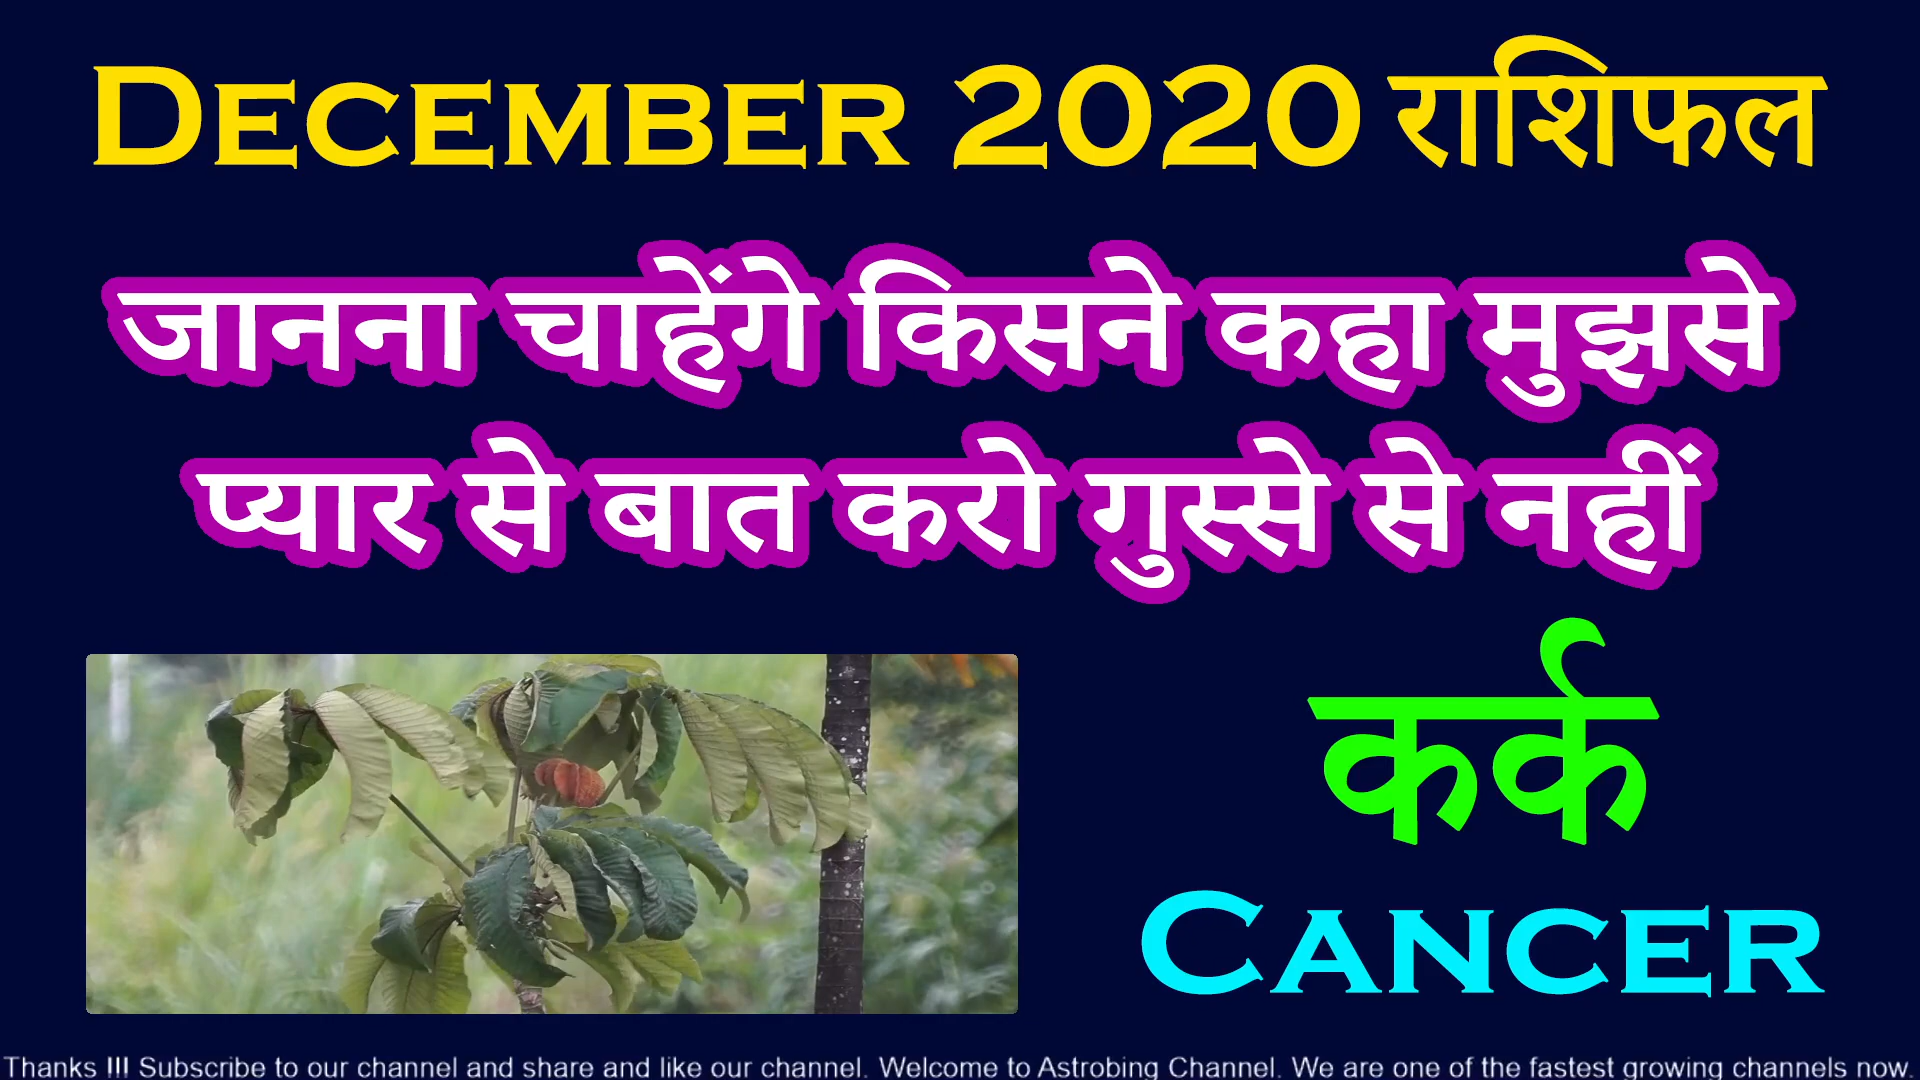 DECEMBER 2020 राशिफल
जानना चाहेंगे किसने कहा मुझसे
प्यार से बात करो गुस्से से नहीं
कर्क
CANCER
Thanks !!! Subscribe to our channel and share and like our channel. Welcome to Astrobing Channel. We are one of the fastest growing channels now.